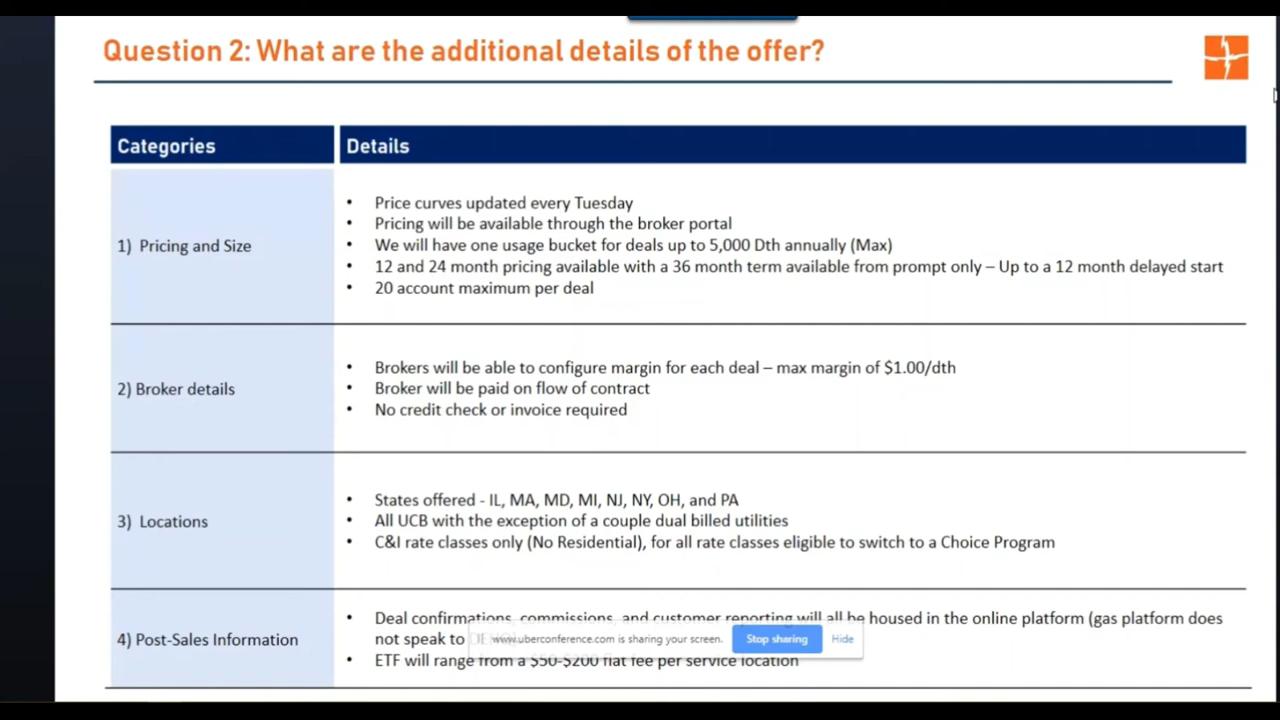 Question 2: What are the additional details of the offer?
Categories
Details
1) Pricing and Size
• Price curves updated every Tuesday
• Pricing will be available through the broker portal
• We will have one usage bucket for deals up to 5,000 Dth annually (Max)
• 12 and 24 month pricing available with a 36 month term available from prompt only – Up to a 12 month delayed start
• 20 account maximum per deal
2) Broker details
• Brokers will be able to configure margin for each deal – max margin of $1.00/dth
• Broker will be paid on flow of contract
• No credit check or invoice required
3) Locations
• States offered - IL, MA, MD, MI, NJ, NY, OH, and PA
• All UCB with the exception of a couple dual billed utilities
• C&I rate classes only (No Residential), for all rate classes eligible to switch to a Choice Program
4) Post-Sales Information
• Deal confirmations, commissions, and customer reporting will all be housed in the online platform (gas platform does
not speak to
• ETF will range from a $50-$200 flat fee per service location
www.uberconference.com is sharing your screen.
Stop sharing
Hide